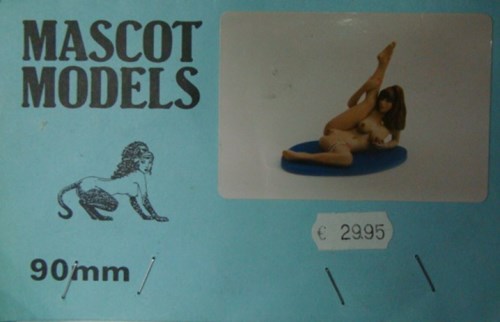 MASCOT
MODELS
90mm
€ 29.95